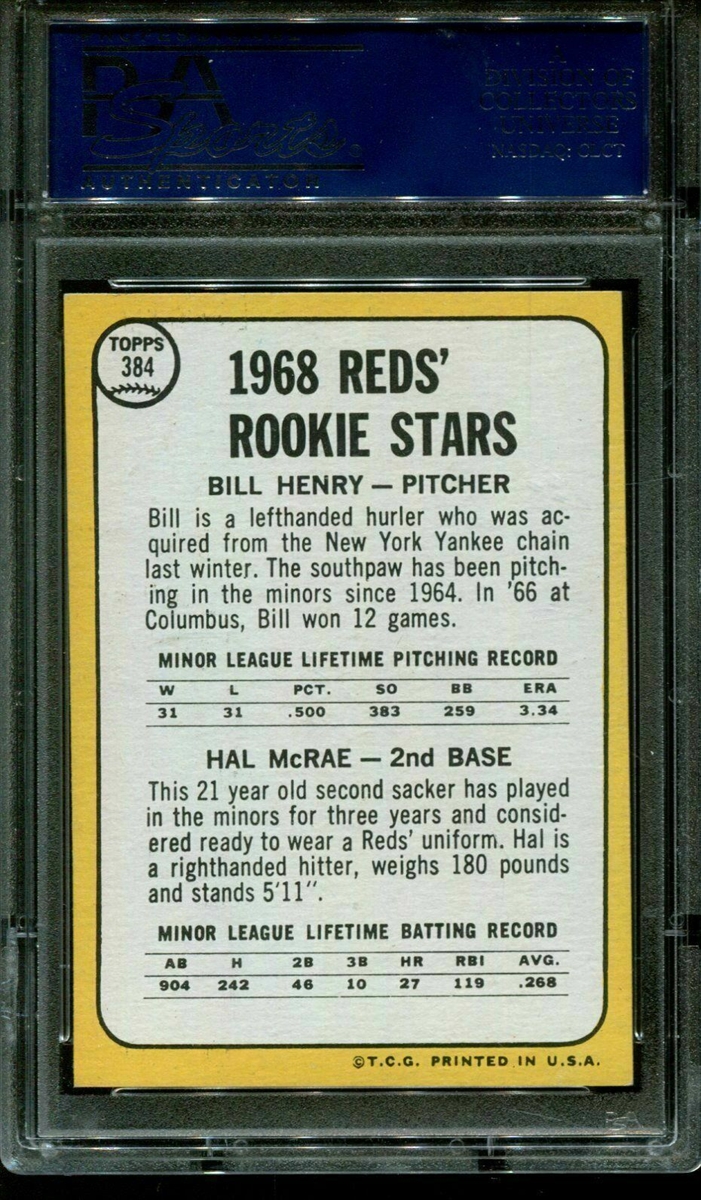 PSA
Sports.
AUTHENTICATOR
A
DIVISION OF
COLLECTORS
UNIVERSE
NASDAQ: CLCT
TOPPS
384
1968 REDS'
ROOKIE STARS
BILL HENRY — PITCHER
Bill is a lefthanded hurler who was ac-
quired from the New York Yankee chain
last winter. The southpaw has been pitch-
ing in the minors since 1964. In '66 at
Columbus, Bill won 12 games.
MINOR LEAGUE LIFETIME PITCHING RECORD
W L PCT. SO BB ERA
31 31 .500 383 259 3.34
HAL McRAE — 2nd BASE
This 21 year old second sacker has played
in the minors for three years and consid-
ered ready to wear a Reds' uniform. Hal is
a righthanded hitter, weighs 180 pounds
and stands 5'11".
MINOR LEAGUE LIFETIME BATTING RECORD
AB H 2B 3B HR RBI AVG.
904 242 46 10 27 119 .268
©T.C.G. PRINTED IN U.S.A.
PSA